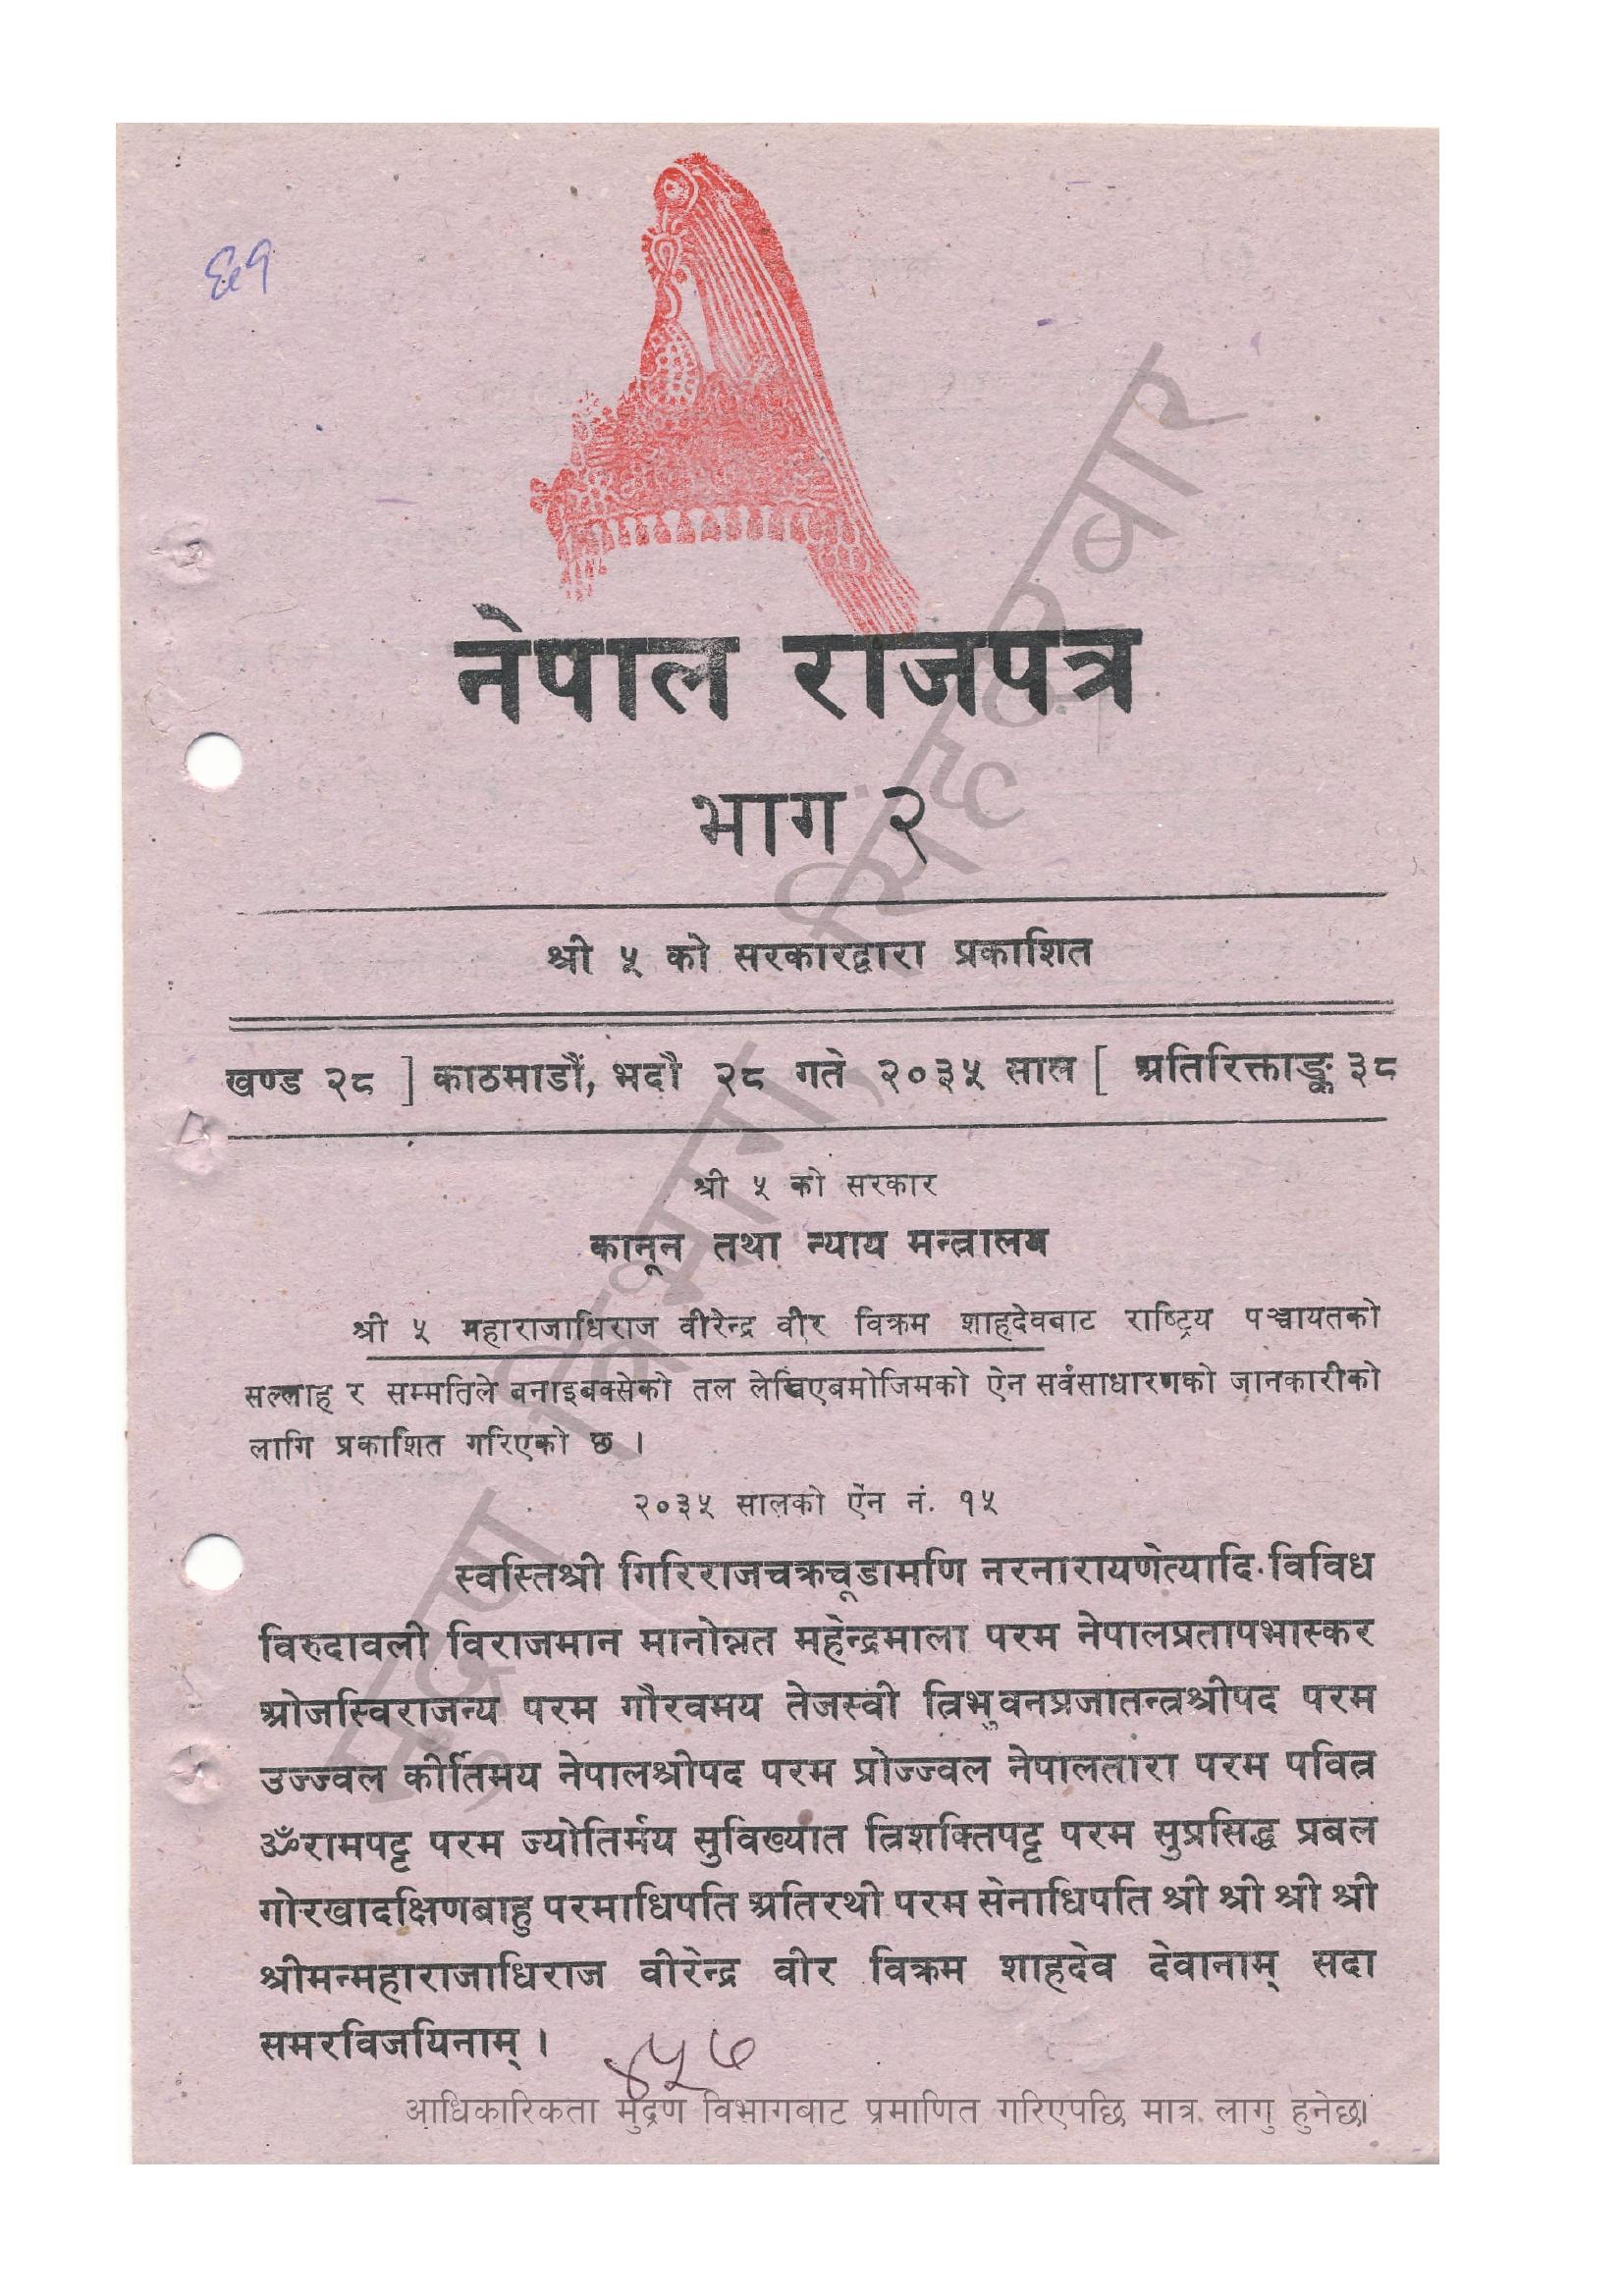 ६९१
नेपाल राजपत्र
भाग २
श्री ५ को सरकारद्वारा प्रकाशित
खण्ड २८ ] काठमाडौं, भदौ २८ गते २०३५ साल [ अतिरिक्ताङ्क ३८
श्री ५ को सरकार
कानून तथा न्याय मन्त्रालय
श्री ५ महाराजाधिराज वीरेन्द्र वीर विक्रम शाहदेवबाट राष्ट्रिय पञ्चायतको
सल्लाह र सम्मतिले बनाइबक्सेको तल लेखिएबमोजिमको ऐन सर्वसाधारणको जानकारीको
लागि प्रकाशित गरिएको छ ।
२०३५ सालको ऐन नं. १५
स्वस्तिश्री गिरिराजचक्रचूडामणि नरनारायणेत्यादि विविध
विरुदावली विराजमान मानोन्नत महेन्द्रमाला परम नेपालप्रतापभास्कर
ओजस्विराजन्य परम गौरवमय तेजस्वी त्रिभुवनप्रजातन्त्रश्रीपद परम
उज्ज्वल कीर्तिमय नेपालश्रीपद परम प्रोज्ज्वल नेपालतारा परम पवित्र
ॐरामपट्ट परम ज्योतिर्मय सुविख्यात त्रिशक्तिपट्ट परम सुप्रसिद्ध प्रबल
गोरखादक्षिणबाहु परमाधिपति अतिरथी परम सेनाधिपति श्री श्री श्री श्री
श्रीमन्महाराजाधिराज वीरेन्द्र वीर विक्रम शाहदेव देवानाम् सदा
समरविजयिनाम् ।
४५७
आधिकारिकता मुद्रण विभागबाट प्रमाणित गरिएपछि मात्र लागु हुनेछ।
मुद्रण विभाग, सिंहदरबार